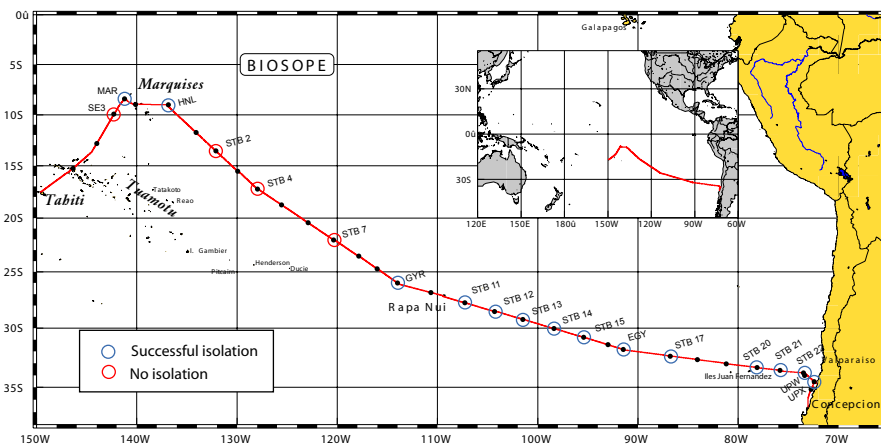 0Ü
5S
10S
15S
20S
25S
30S
35S
150W
140W
130W
120W
110W
100W
90W
80W
70W
BIOSOPE
Galapagos
Marquises
MAR
HNL
SE3
STB 2
STB 4
STB 7
Tahiti
Tuamotu
Tatakoto
Reao
I. Gambier
Pitcairn
Henderson
Ducie
GYR
Rapa Nui
STB 11
STB 12
STB 13
STB 14
STB 15
EGY
STB 17
STB 20
STB 21
STB 22
Iles Juan Fernandez
Valparaiso
UPW
UPX
Concepcion
30N
0Ü
30S
120E
150E
180W
150W
120W
90W
60W
Successful isolation
No isolation